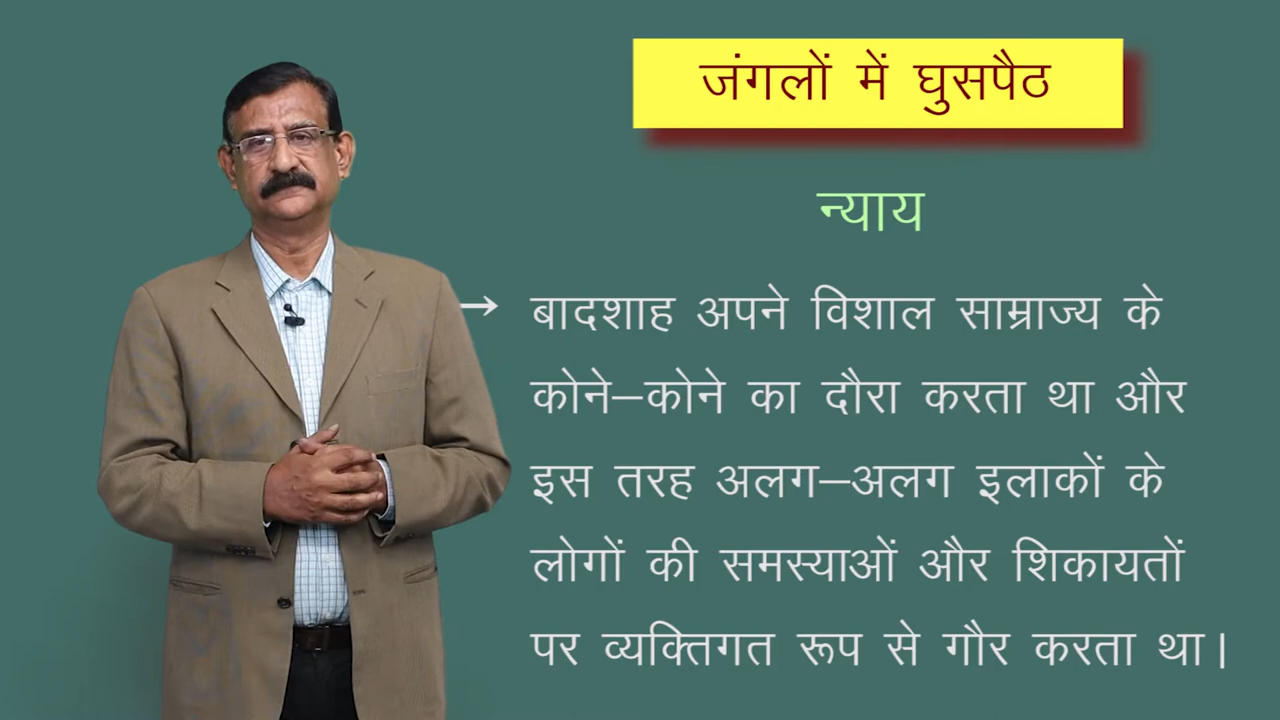 जंगलों में घुसपैठ
न्याय
→ बादशाह अपने विशाल साम्राज्य के
कोने–कोने का दौरा करता था और
इस तरह अलग–अलग इलाकों के
लोगों की समस्याओं और शिकायतों
पर व्यक्तिगत रूप से गौर करता था।